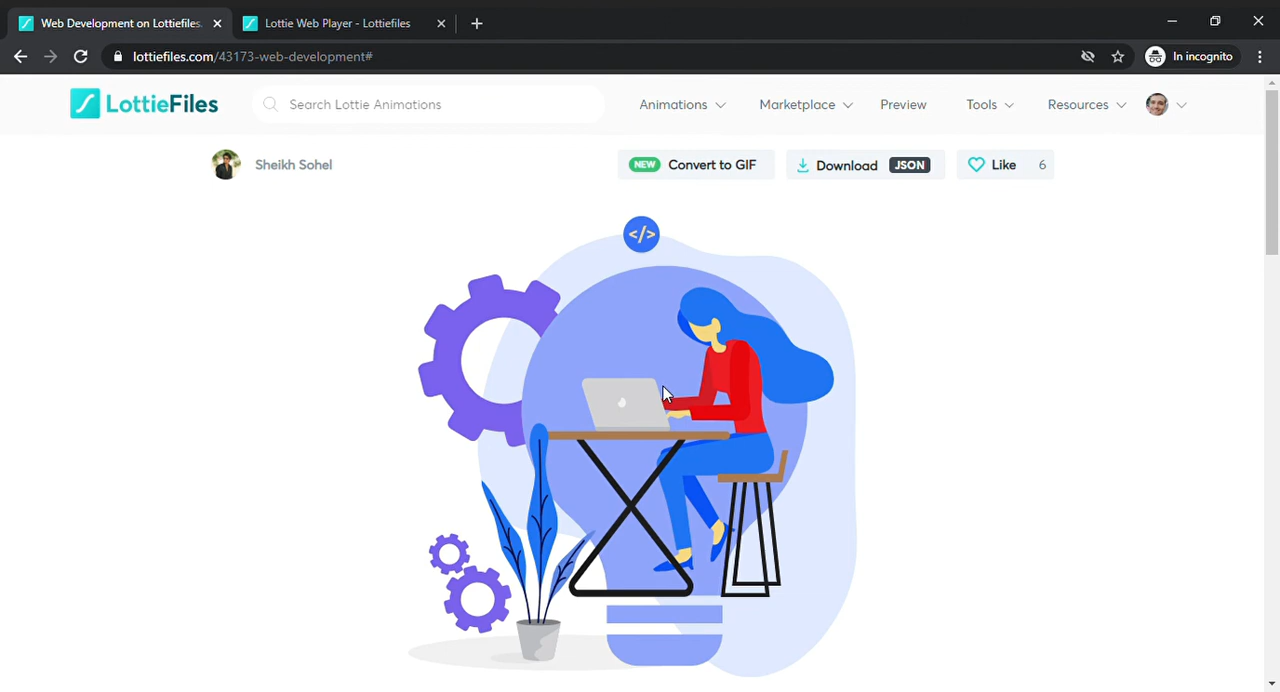 Web Development on Lottiefiles.
Lottie Web Player - Lottiefiles
lottiefiles.com/43173-web-development#
In incognito
LottieFiles
Search Lottie Animations
Animations
Marketplace
Preview
Tools
Resources
Sheikh Sohel
NEW Convert to GIF
Download JSON
Like 6
</>